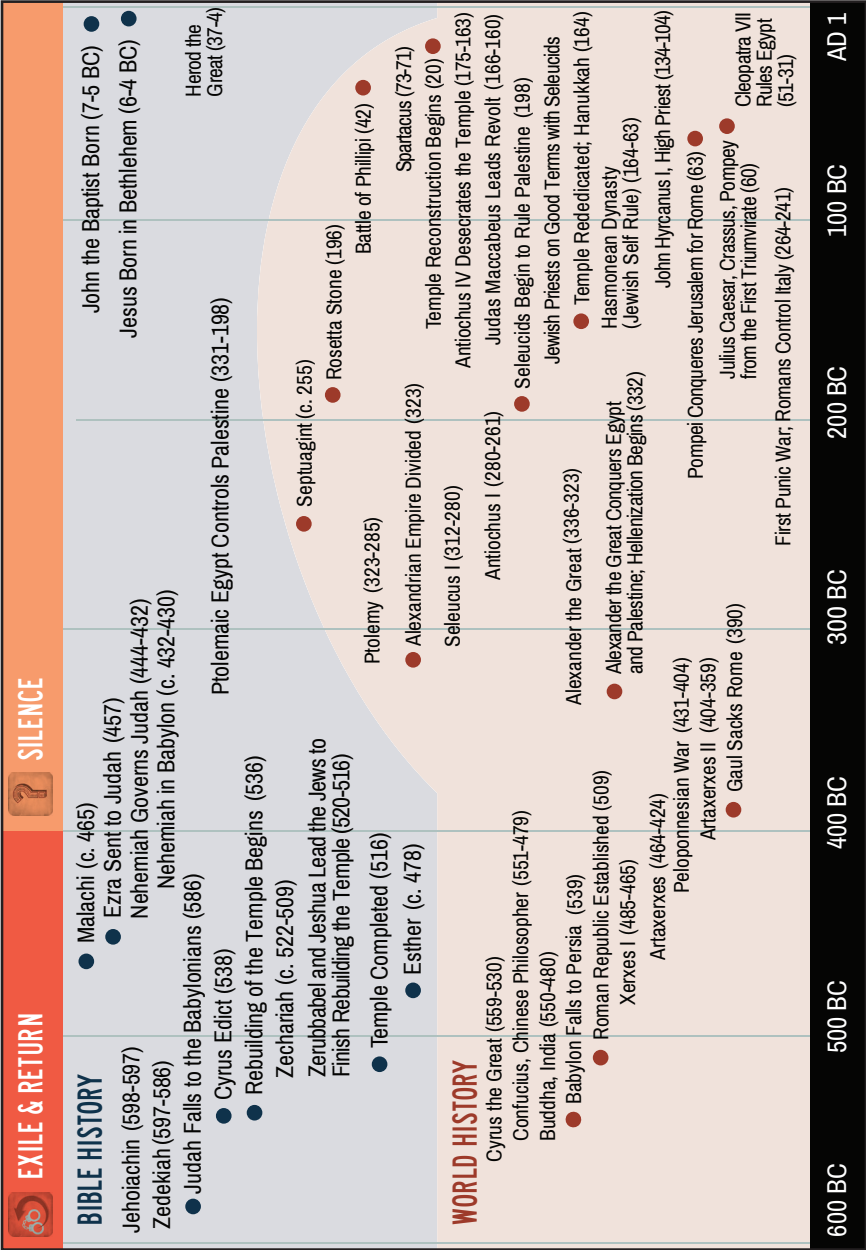 EXILE & RETURN
SILENCE
BIBLE HISTORY
Jehoiachin (598-597)
Zedekiah (597-586)
Judah Falls to the Babylonians (586)
Cyrus Edict (538)
Rebuilding of the Temple Begins (536)
Zechariah (c. 522-509)
Zerubbabel and Jeshua Lead the Jews to
Finish Rebuilding the Temple (520-516)
Temple Completed (516)
Esther (c. 478)
Malachi (c. 465)
Ezra Sent to Judah (457)
Nehemiah Governs Judah (444-432)
Nehemiah in Babylon (c. 432-430)
Ptolemaic Egypt Controls Palestine (331-198)
John the Baptist Born (7-5 BC)
Jesus Born in Bethlehem (6-4 BC)
Herod the
Great (37-4)
WORLD HISTORY
Cyrus the Great (559-530)
Confucius, Chinese Philosopher (551-479)
Buddha, India (550-480)
Babylon Falls to Persia (539)
Roman Republic Established (509)
Xerxes I (485-465)
Artaxerxes (464-424)
Peloponnesian War (431-404)
Artaxerxes II (404-359)
Gaul Sacks Rome (390)
Septuagint (c. 255)
Rosetta Stone (196)
Battle of Phillipi (42)
Ptolemy (323-285)
Alexandrian Empire Divided (323)
Seleucus I (312-280)
Antiochus I (280-261)
Alexander the Great (336-323)
Alexander the Great Conquers Egypt
and Palestine; Hellenization Begins (332)
Spartacus (73-71)
Temple Reconstruction Begins (20)
Antiochus IV Desecrates the Temple (175-163)
Judas Maccabeus Leads Revolt (166-160)
Seleucids Begin to Rule Palestine (198)
Jewish Priests on Good Terms with Seleucids
Temple Rededicated; Hanukkah (164)
Hasmonean Dynasty
(Jewish Self Rule) (164-63)
John Hyrcanus I, High Priest (134-104)
Pompei Conqueres Jerusalem for Rome (63)
Julius Caesar, Crassus, Pompey
from the First Triumvirate (60)
Cleopatra VII
Rules Egypt
(51-31)
First Punic War; Romans Control Italy (264-241)
600 BC
500 BC
400 BC
300 BC
200 BC
100 BC
AD 1